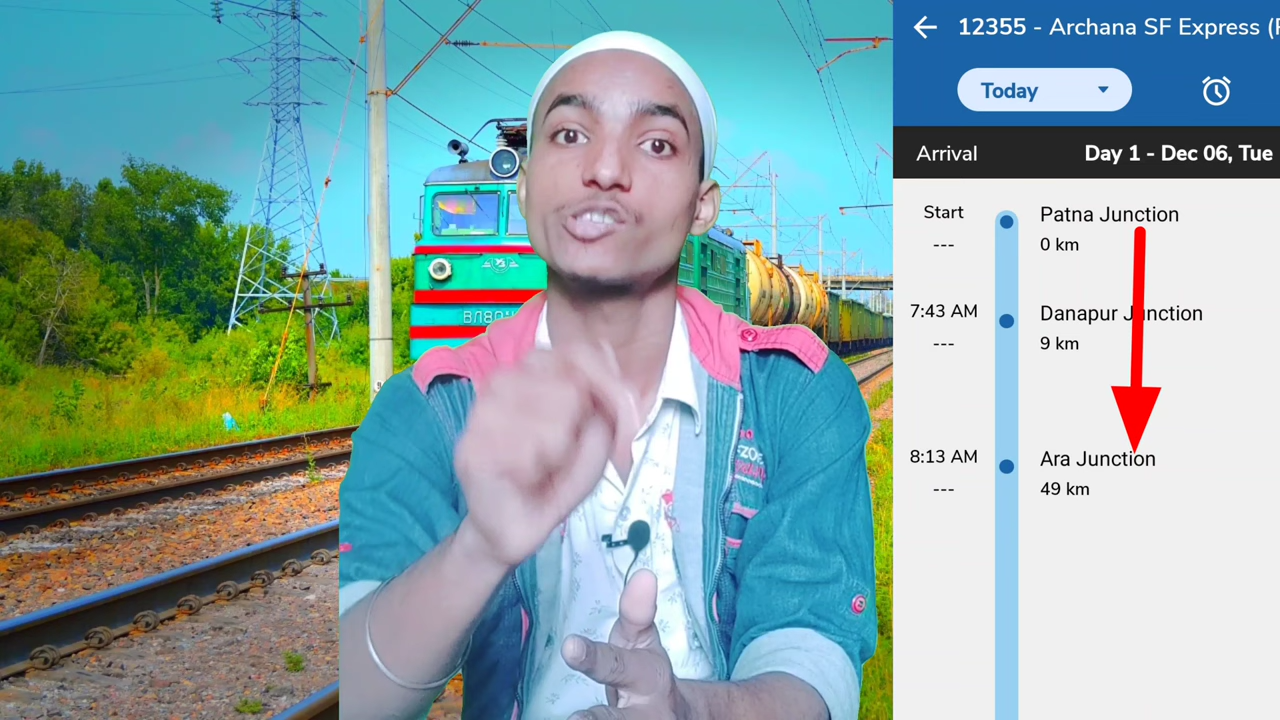 12355 - Archana SF Express (
Today
Arrival
Day 1 - Dec 06, Tue
Start
Patna Junction
---
0 km
7:43 AM
Danapur Junction
---
9 km
8:13 AM
Ara Junction
---
49 km
ВЛ80